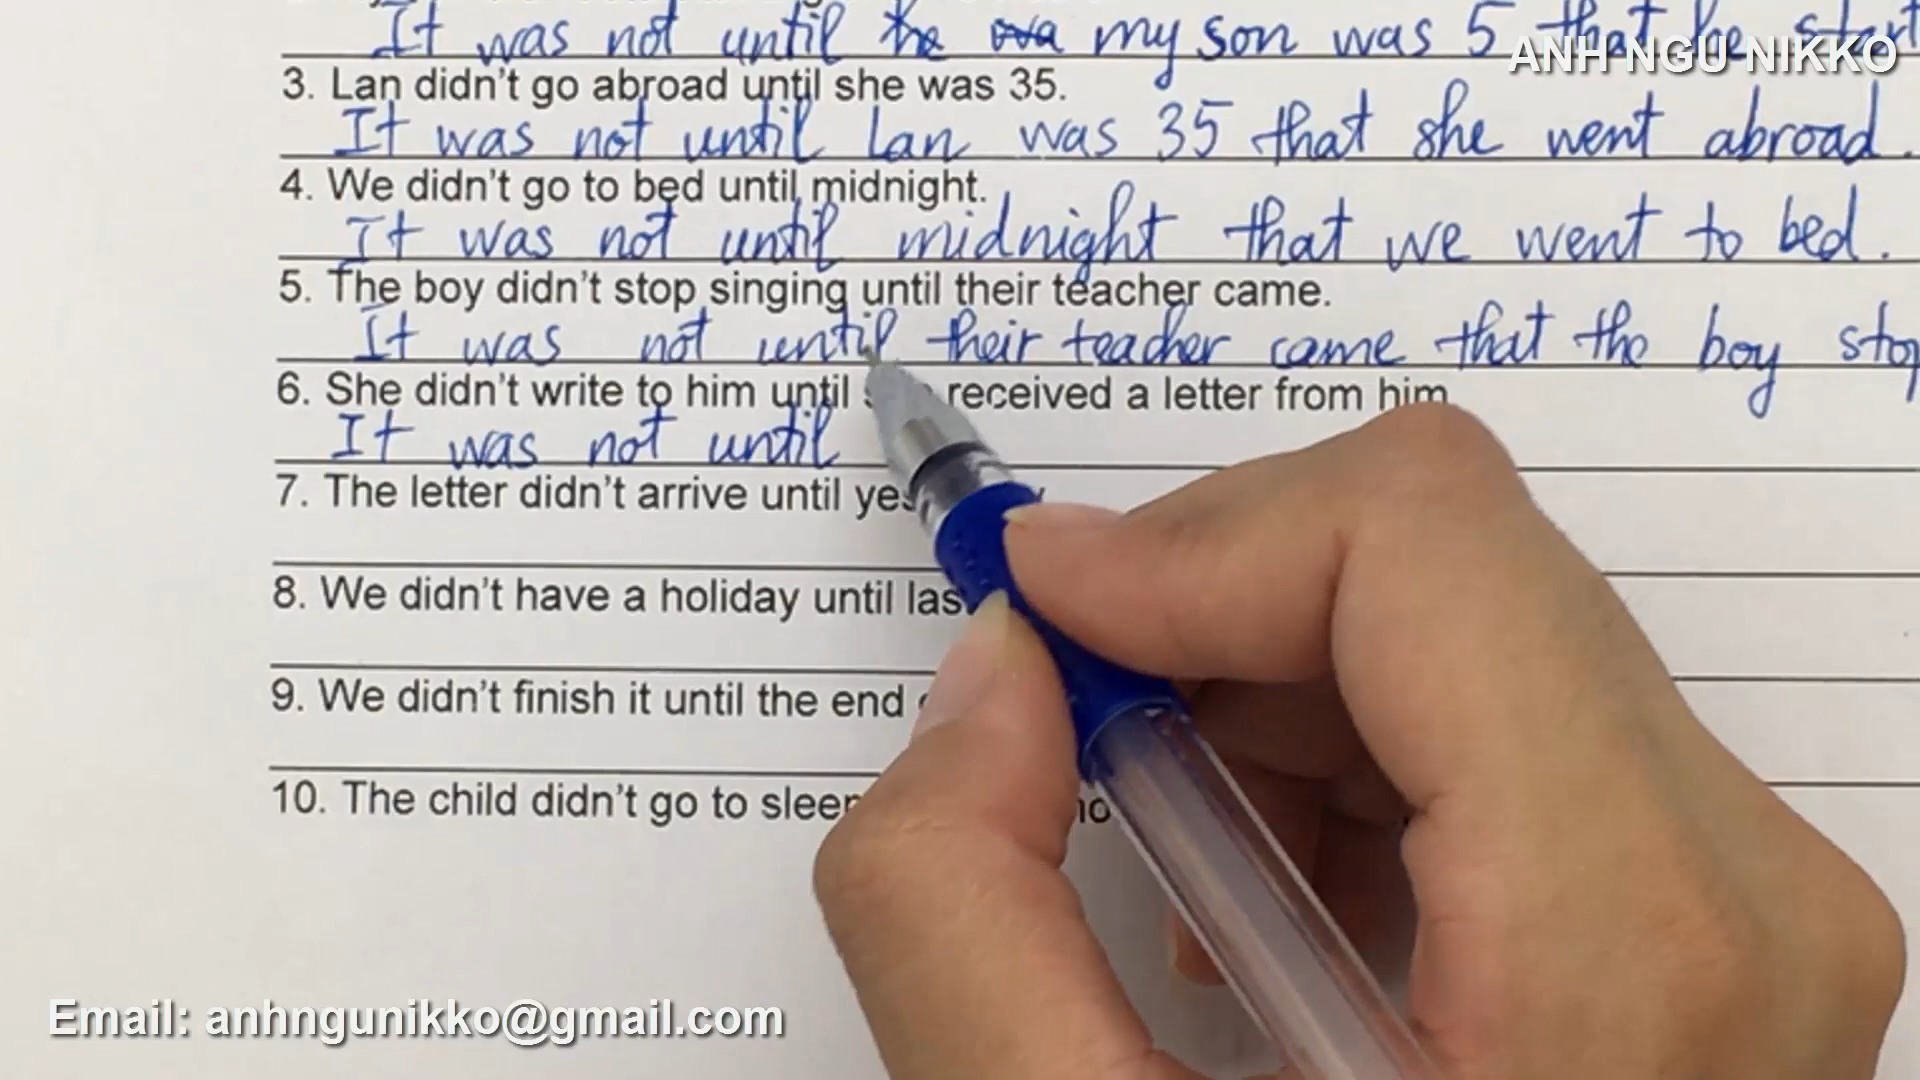 It was not until my son was 5 that he start
ANH NGU NIKKO
3. Lan didn't go abroad until she was 35.
It was not until Lan was 35 that she went abroad.
4. We didn't go to bed until midnight.
It was not until midnight that we went to bed.
5. The boy didn't stop singing until their teacher came.
It was not until their teacher came that the boy stop
6. She didn't write to him until received a letter from him
It was not until
7. The letter didn't arrive until
8. We didn't have a holiday until las
9. We didn't finish it until the end
10. The child didn't go to sleep
Email: anhngunikko@gmail.com